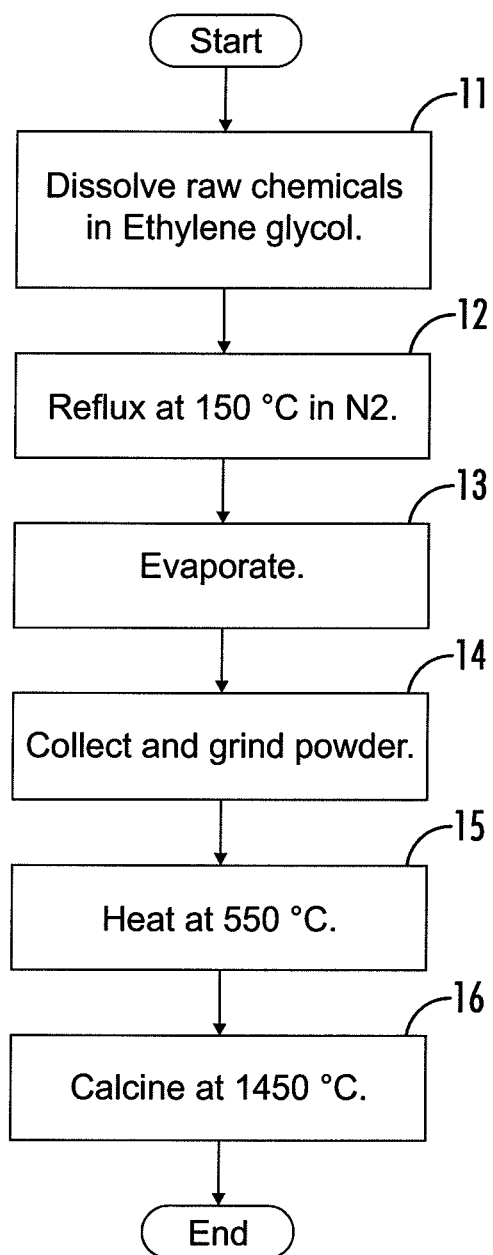 Start
11
Dissolve raw chemicals
in Ethylene glycol.
12
Reflux at 150 °C in N2.
13
Evaporate.
14
Collect and grind powder.
15
Heat at 550 °C.
16
Calcine at 1450 °C.
End